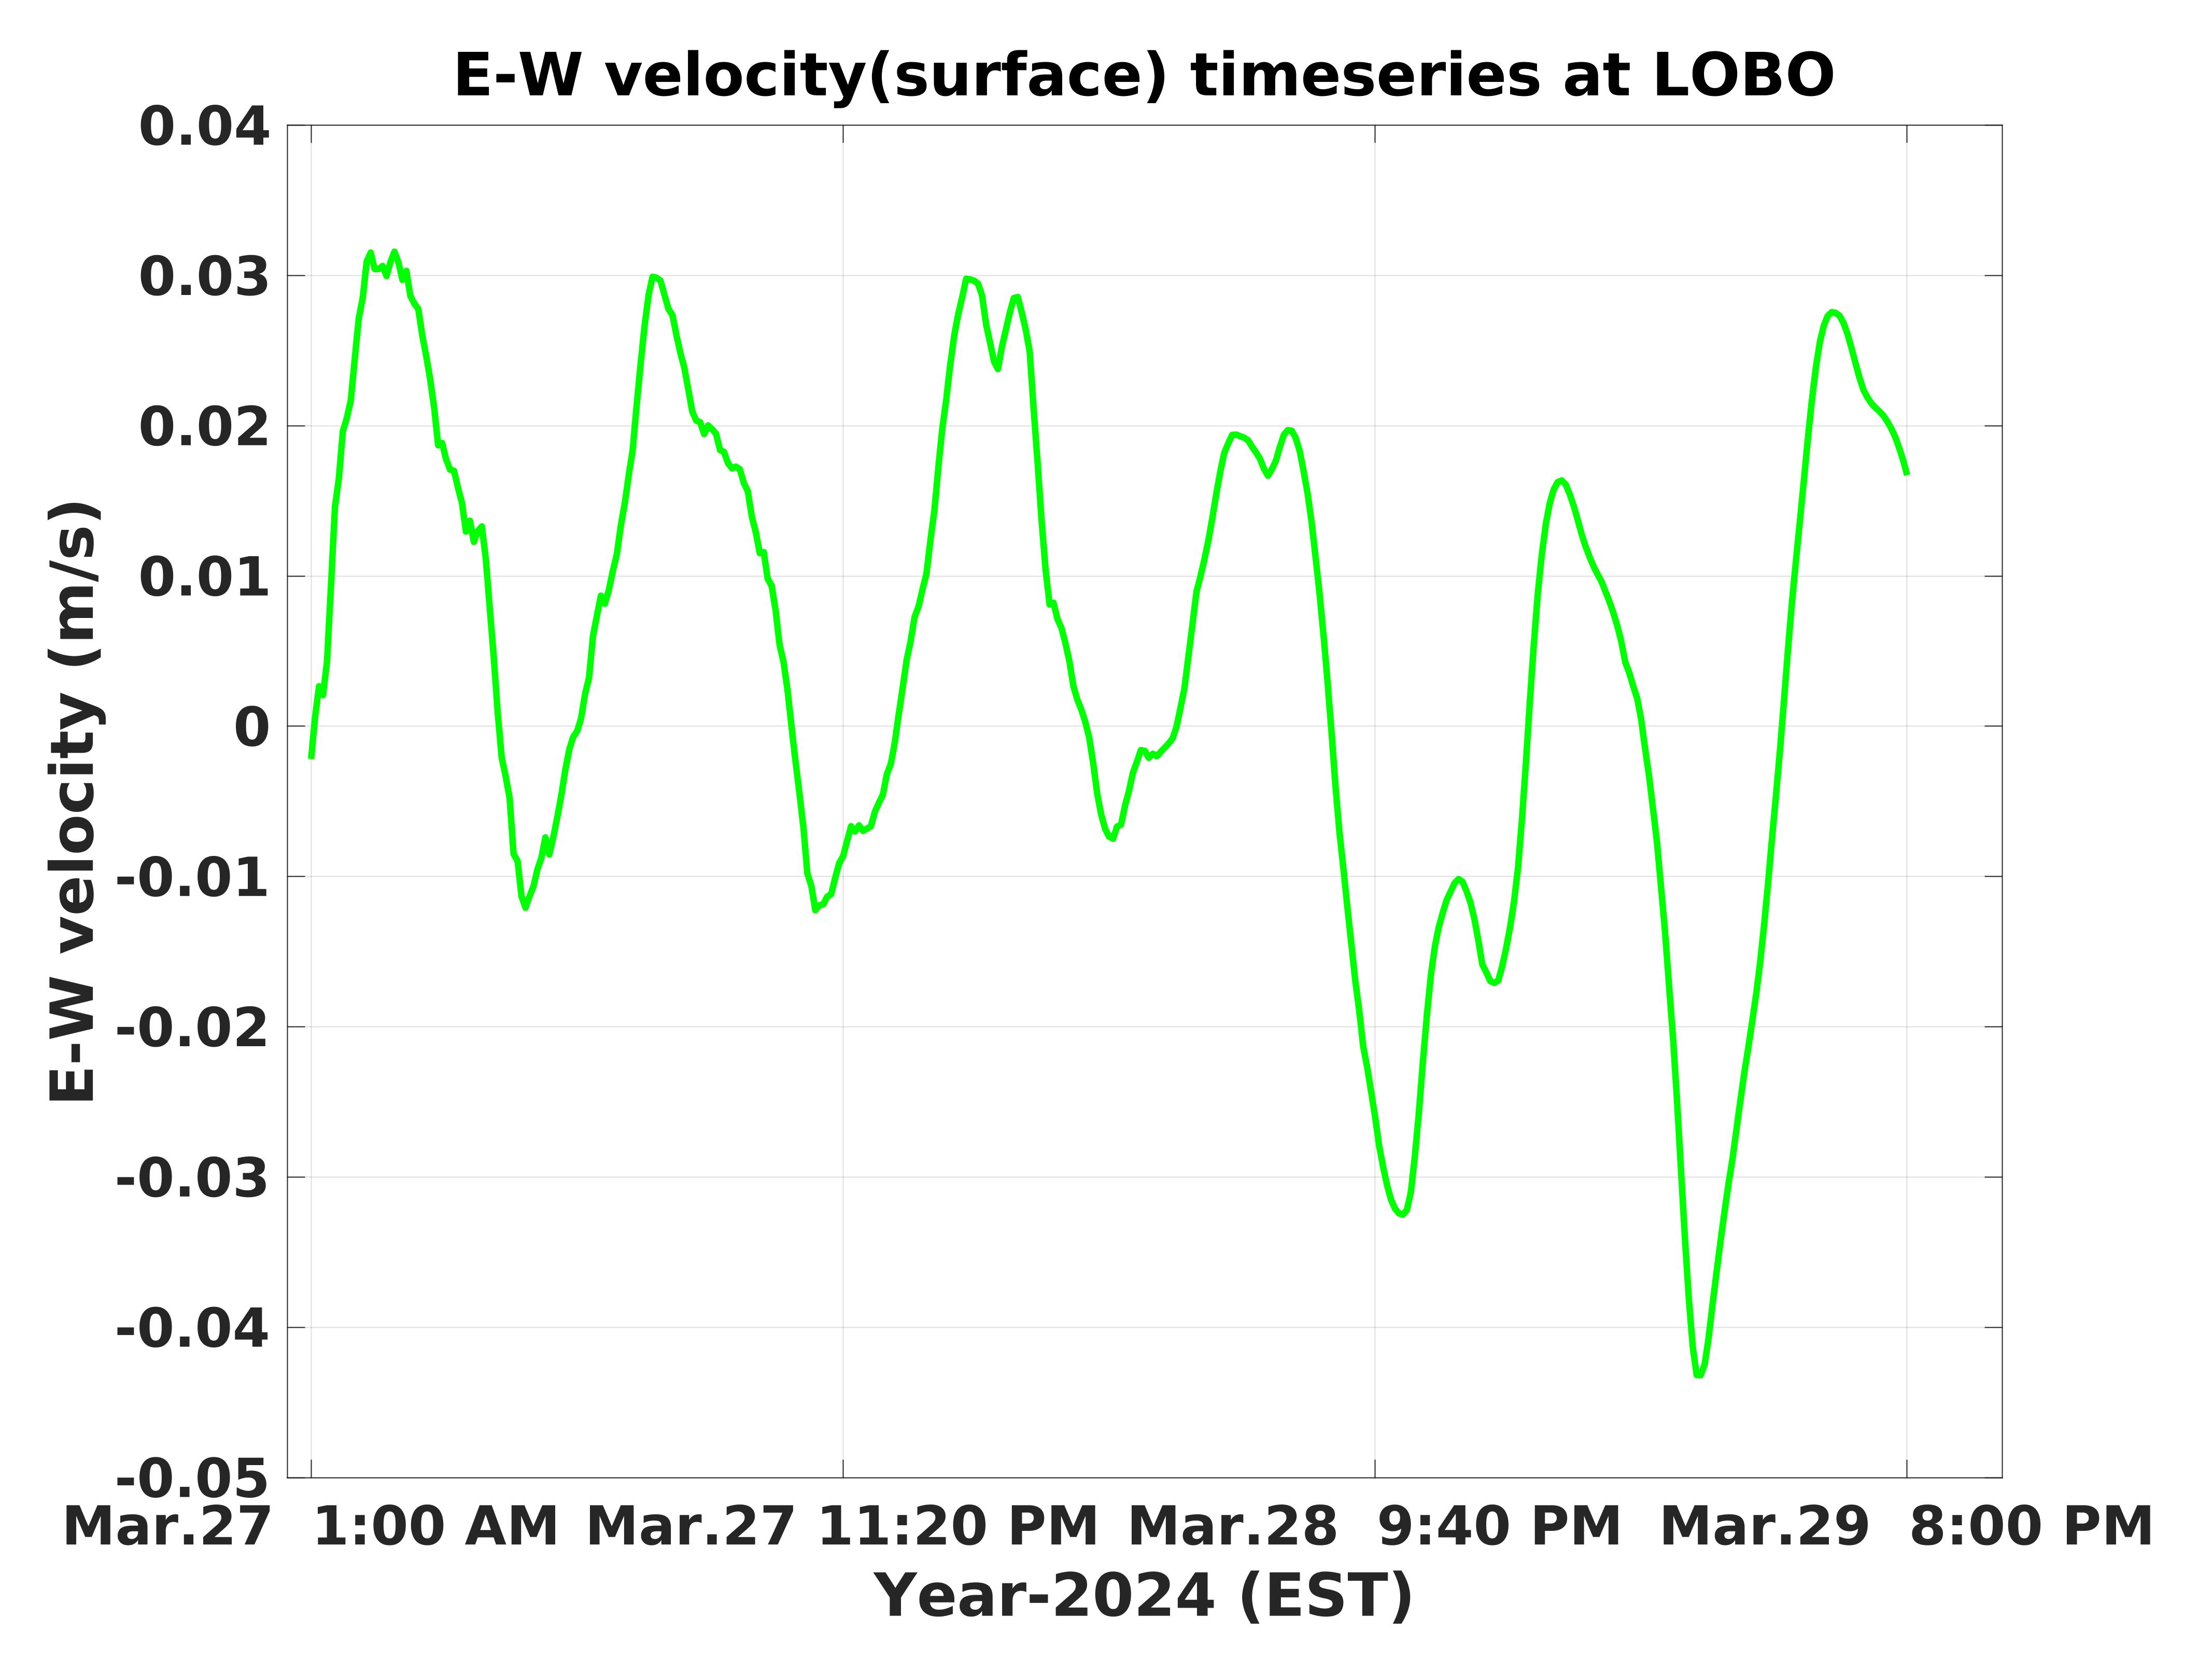 E-W velocity(surface) timeseries at LOBO
E-W velocity (m/s)
0.04
0.03
0.02
0.01
0
-0.01
-0.02
-0.03
-0.04
-0.05
Mar.27 1:00 AM Mar.27 11:20 PM Mar.28 9:40 PM Mar.29 8:00 PM
Year-2024 (EST)